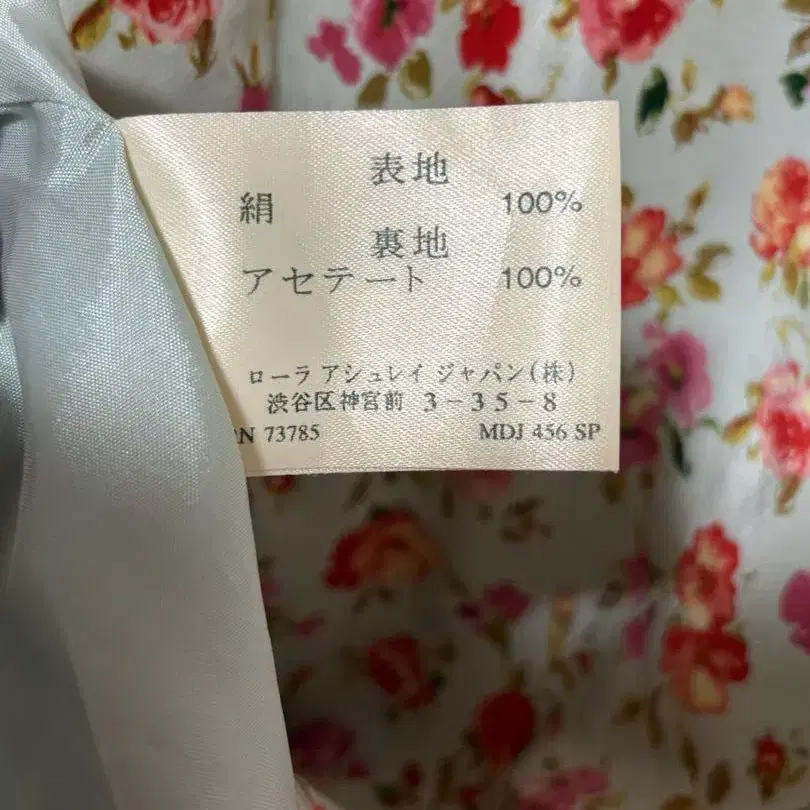 表地
絹 100%
裏地
アセテート 100%
ローラ アシュレイ ジャパン(株)
渋谷区神宮前 3-35-8
73785 MDJ 456 SP